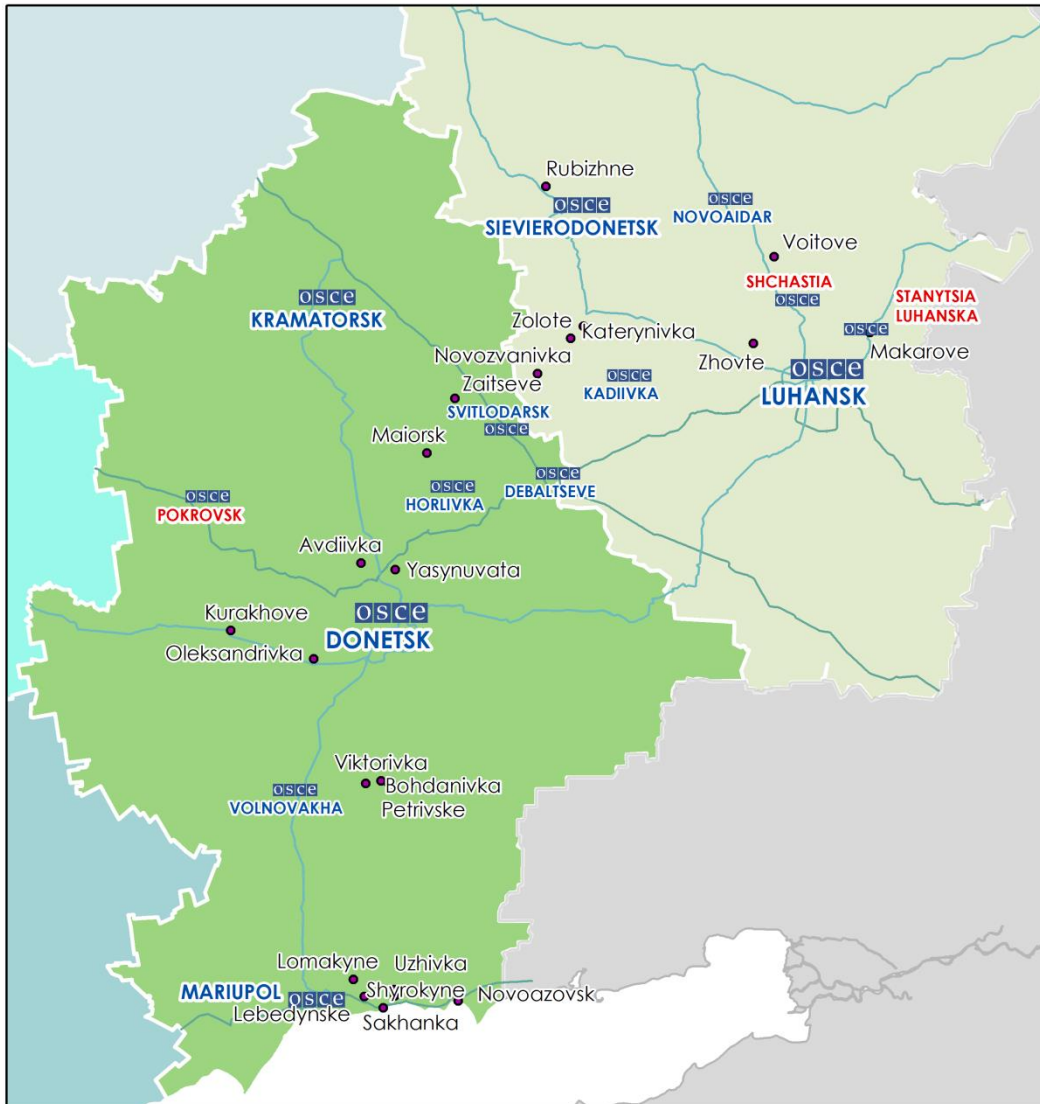 Rubizhne
osce
SIEVIERODONETSK
osce
NOVOAIDAR
Voitove
SHCHASTIA
osce
STANYTSIA
LUHANSKA
osce
Makarove
osce
KRAMATORSK
Zolote
Katerynivka
Zhovte
osce
LUHANSK
Novozvanivka
osce
KADIIVKA
Zaitseve
SVITLODARSK
osce
Maiorsk
osce
HORLIVKA
osce
DEBALTSEVE
osce
POKROVSK
Avdiivka
Yasynuvata
osce
DONETSK
Kurakhove
Oleksandrivka
Viktorivka
Bohdanivka
Petrivske
osce
VOLNOVAKHA
Lomakyne
Uzhivka
MARIUPOL
osce
Shyrokyne
Novoazovsk
Lebedynske
Sakhanka